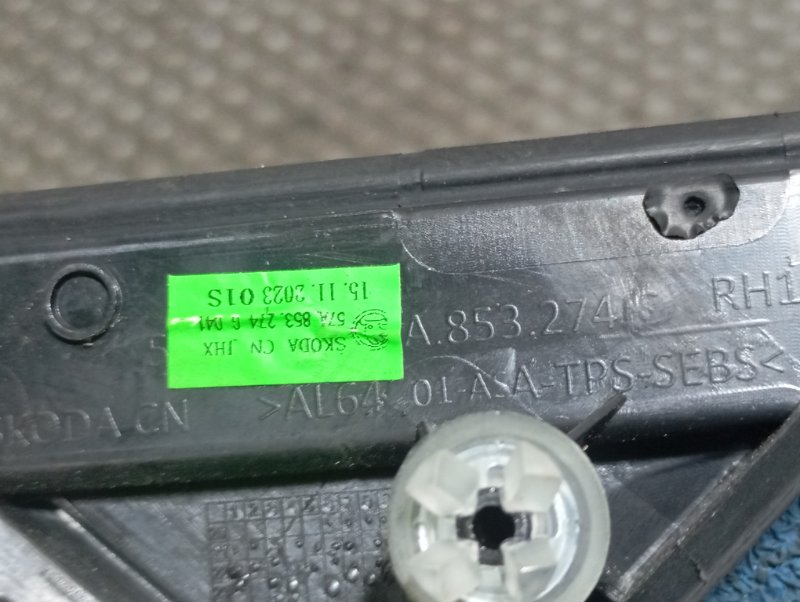 15.11.2023 01S
57A 853.274 G DA1
SKODA CN JHX
A.853.274 RH1
>AL64 01-ASA-TPS-SEBS<
SKODA.CN